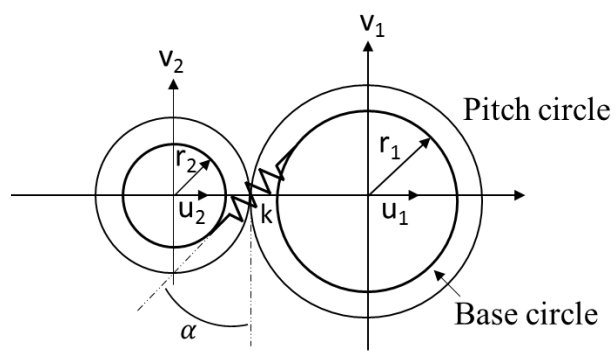 v₁
v₂
Pitch circle
r₂
r₁
u₂
k
u₁
Base circle
α